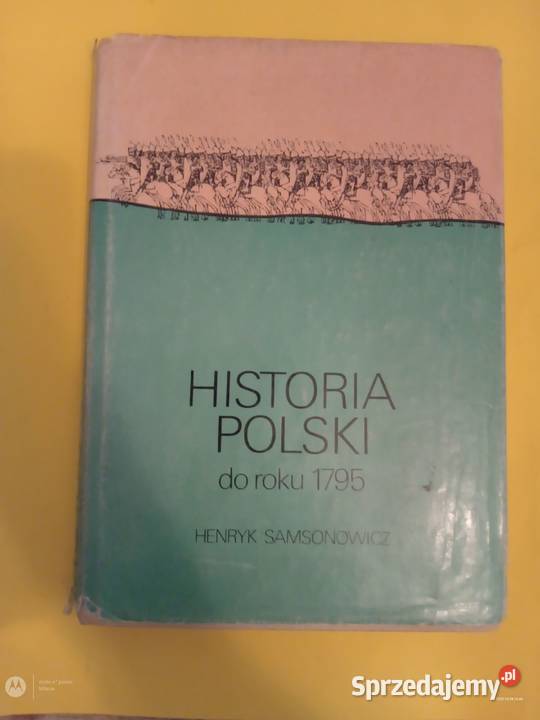 HISTORIA
POLSKI
do roku 1795
HENRYK SAMSONOWICZ
Sprzedajemy.pl